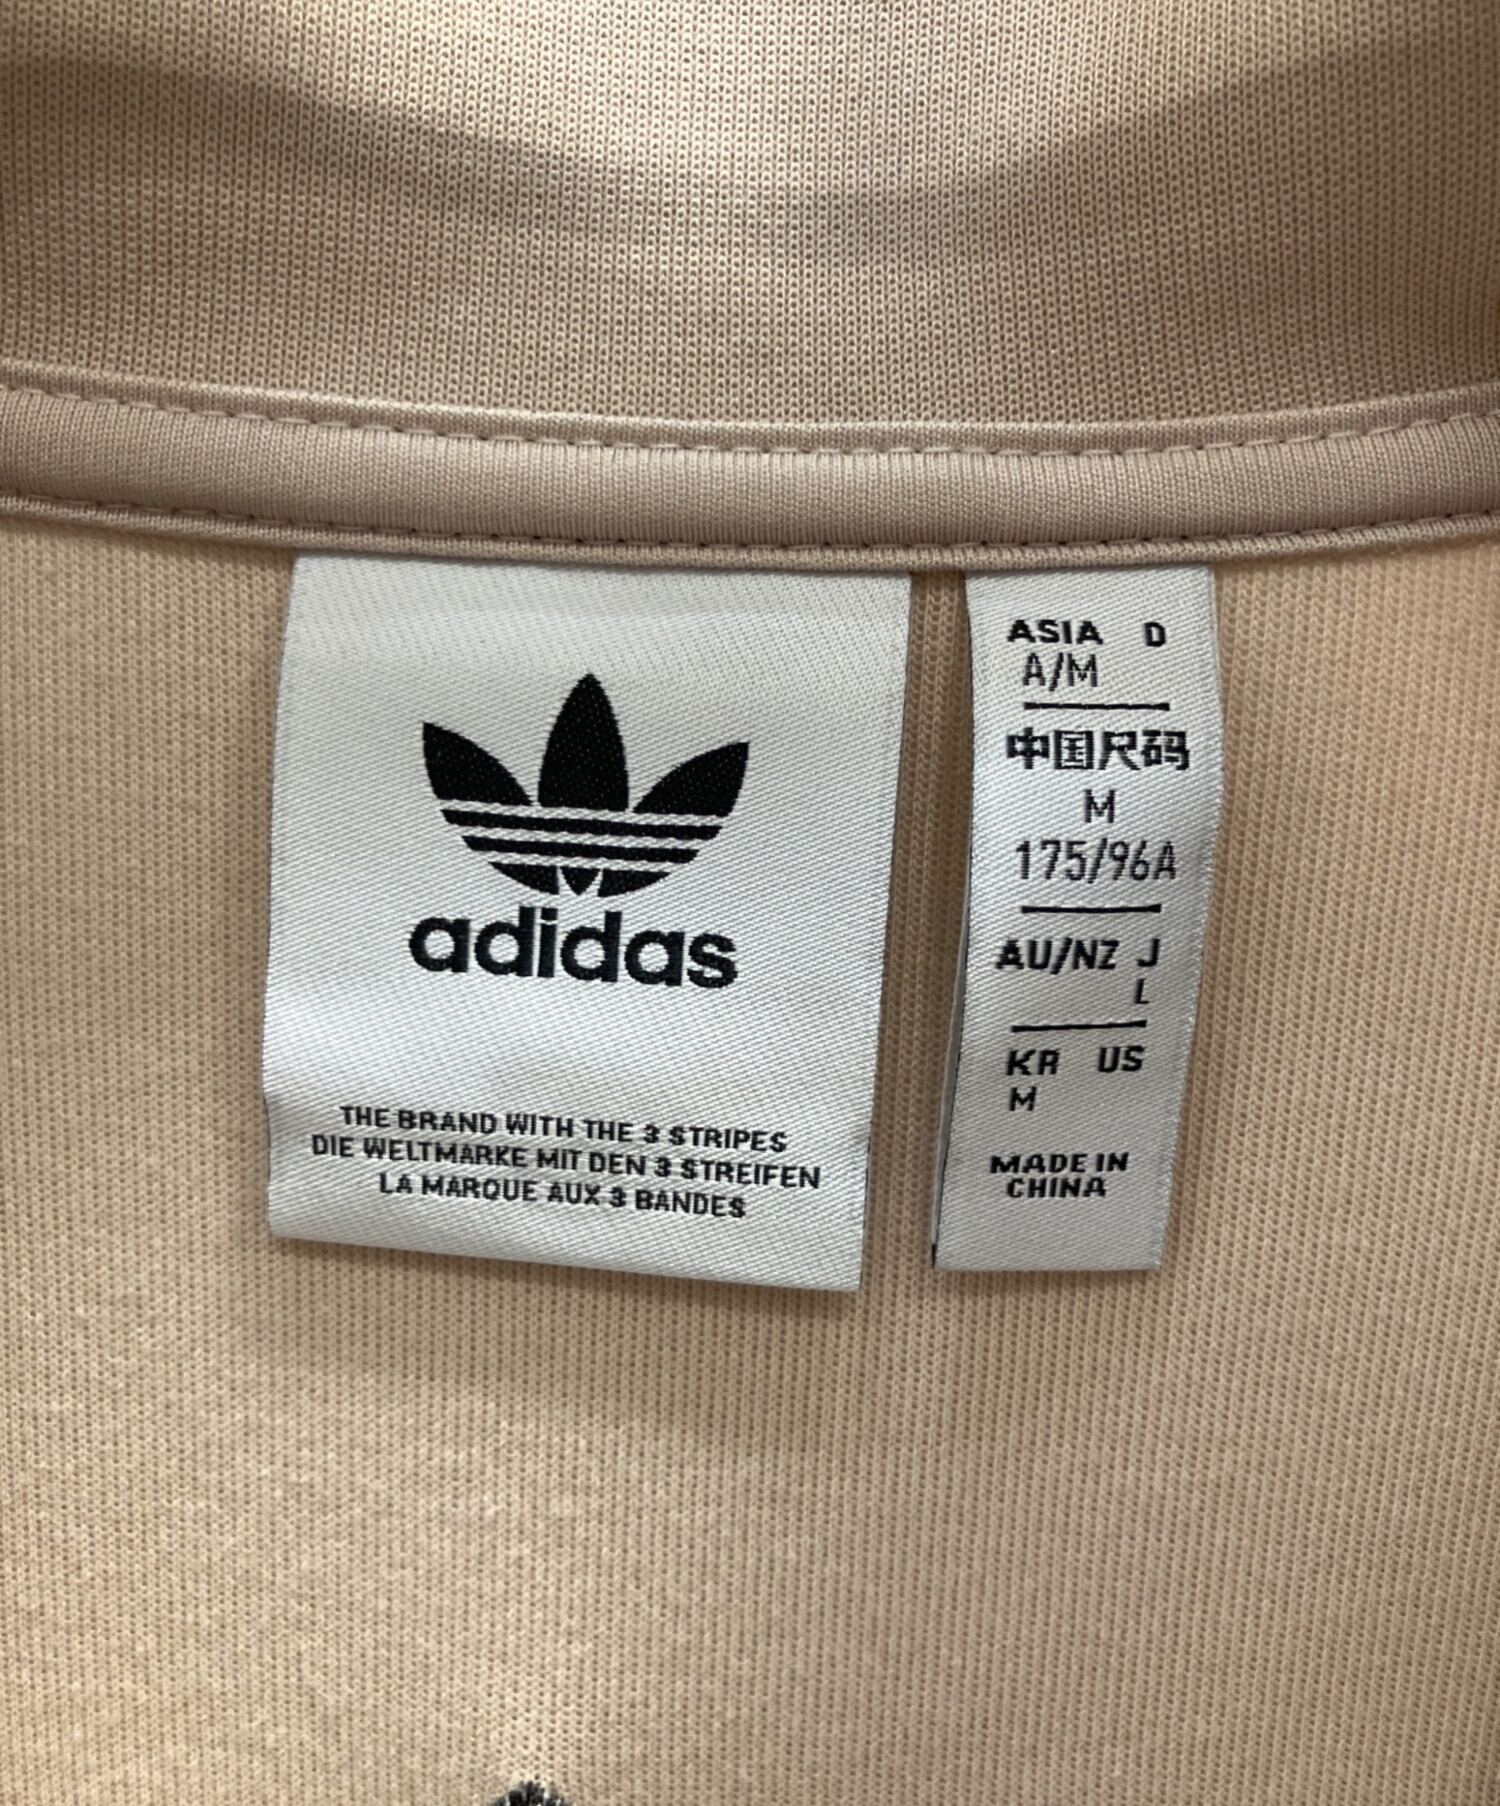 adidas
THE BRAND WITH THE 3 STRIPES
DIE WELTMARKE MIT DEN 3 STREIFEN
LA MARQUE AUX 3 BANDES
ASIA D
A/M
中国尺码
M
175/96A
AU/NZ J
L
KR US
M
MADE IN
CHINA